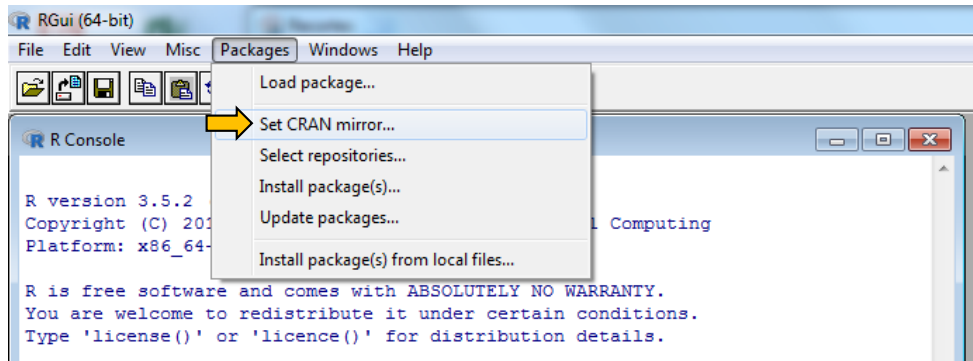 RGui (64-bit)
File Edit View Misc Packages Windows Help
Load package...
Set CRAN mirror...
Select repositories...
Install package(s)...
Update packages...
Install package(s) from local files...
R Console
R version 3.5.2
Copyright (C) 201 l Computing
Platform: x86_64-
R is free software and comes with ABSOLUTELY NO WARRANTY.
You are welcome to redistribute it under certain conditions.
Type 'license()' or 'licence()' for distribution details.